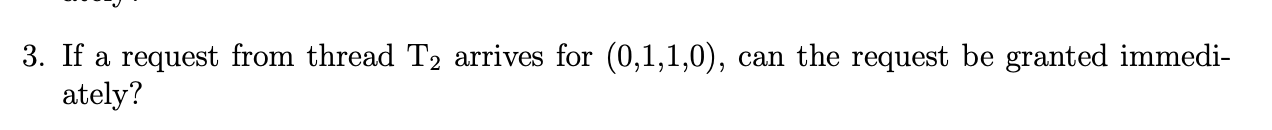 3. If a request from thread T₂ arrives for (0,1,1,0), can the request be granted immedi-
ately?